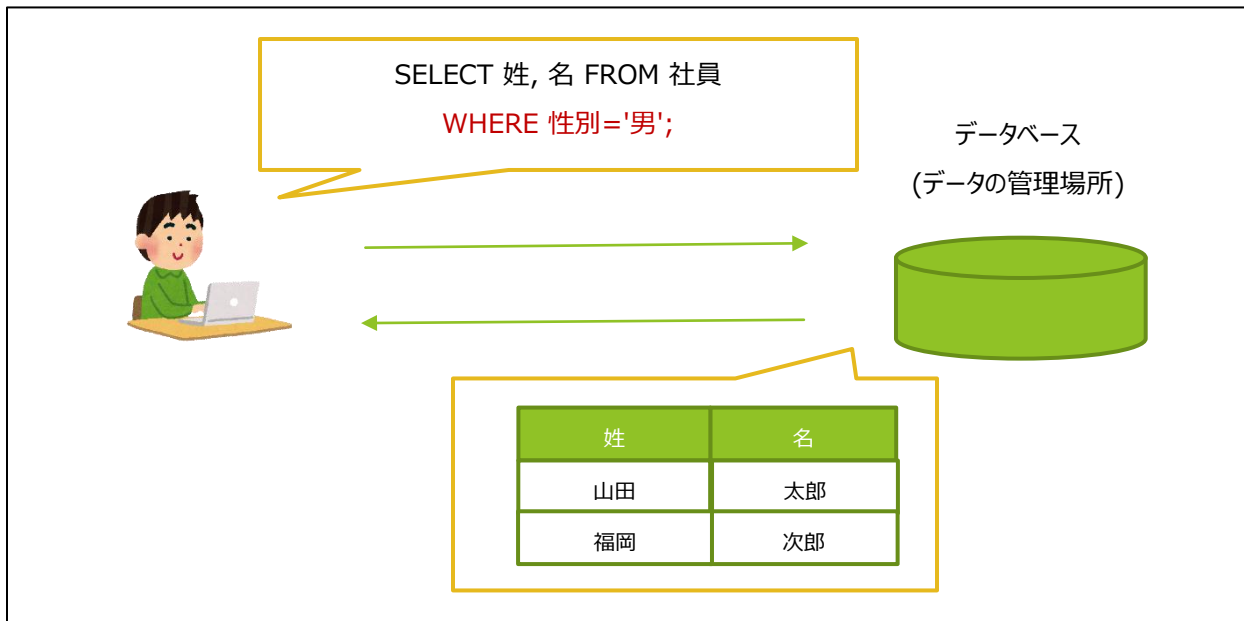 SELECT 姓, 名 FROM 社員
WHERE 性別='男';
データベース
(データの管理場所)
姓 名
山田 太郎
福岡 次郎